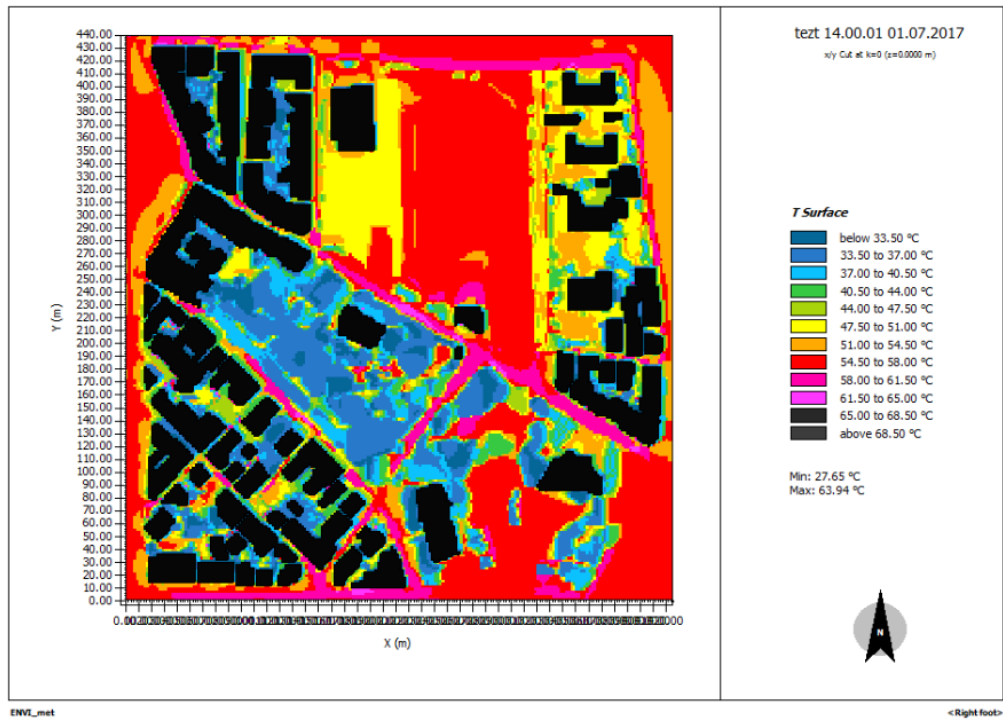 tezt 14.00.01 01.07.2017
x/y Cut at k=0 (z=0.0000 m)
440.00
430.00
420.00
410.00
400.00
390.00
380.00
370.00
360.00
350.00
340.00
330.00
320.00
310.00
300.00
290.00
280.00
270.00
260.00
250.00
240.00
230.00
220.00
210.00
200.00
190.00
180.00
170.00
160.00
150.00
140.00
130.00
120.00
110.00
100.00
90.00
80.00
70.00
60.00
50.00
40.00
30.00
20.00
10.00
0.00
Y (m)
X (m)
T Surface
below 33.50 °C
33.50 to 37.00 °C
37.00 to 40.50 °C
40.50 to 44.00 °C
44.00 to 47.50 °C
47.50 to 51.00 °C
51.00 to 54.50 °C
54.50 to 58.00 °C
58.00 to 61.50 °C
61.50 to 65.00 °C
65.00 to 68.50 °C
above 68.50 °C
Min: 27.65 °C
Max: 63.94 °C
N
ENVI_met
<Right foot>